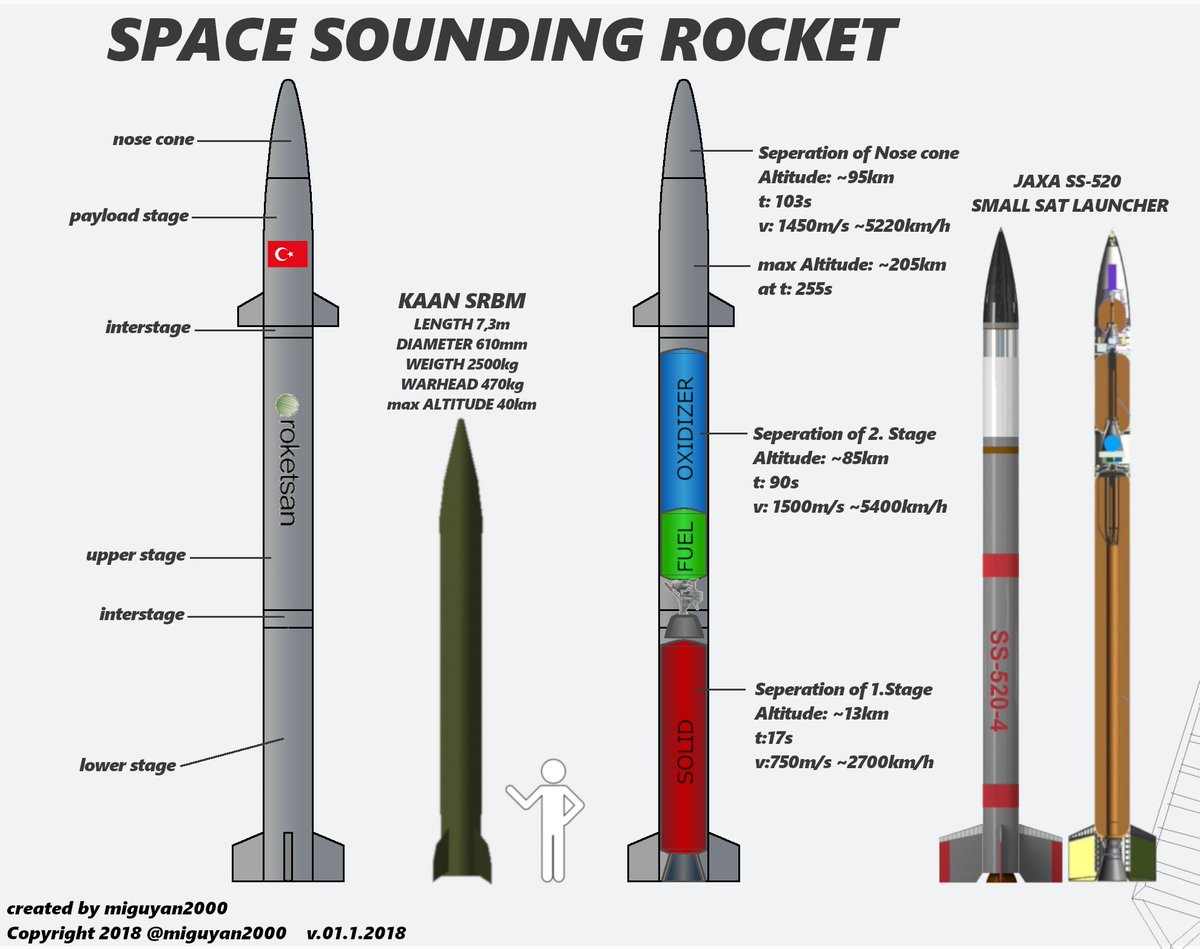 SPACE SOUNDING ROCKET
nose cone
payload stage
interstage
roketsan
upper stage
interstage
lower stage
KAAN SRBM
LENGTH 7,3m
DIAMETER 610mm
WEIGTH 2500kg
WARHEAD 470kg
max ALTITUDE 40km
OXIDIZER
FUEL
SOLID
Seperation of Nose cone
Altitude: ~95km
t: 103s
v: 1450m/s ~5220km/h
max Altitude: ~205km
at t: 255s
Seperation of 2. Stage
Altitude: ~85km
t: 90s
v: 1500m/s ~5400km/h
Seperation of 1.Stage
Altitude: ~13km
t:17s
v:750m/s ~2700km/h
JAXA SS-520
SMALL SAT LAUNCHER
SS-520-4
created by miguyan2000
Copyright 2018 @miguyan2000 v.01.1.2018